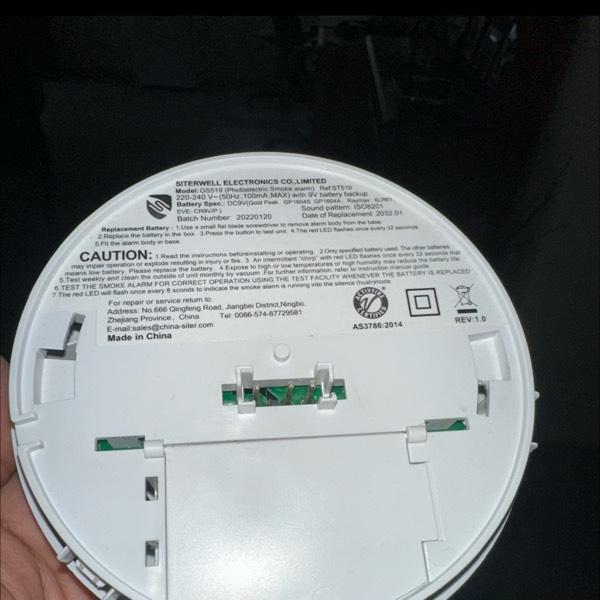 SITERWELL ELECTRONICS CO.,LIMITED
Model: GS519 (Photoelectric Smoke alarm) Ref:ST519
220-240 V~(50Hz,100mA,MAX) with 9V battery backup
Battery Spec.: DC9V(Gold Peak GP1604S GP1604A, Raymax 6LR61
EVE: CR9V/P.) Sound pattern: ISO8201
Batch Number: 20220120 Date of Replacement: 2032.01
Replacement Battery : 1.Use a small flat blade screwdriver to remove alarm body from the base.
2.Replace the battery in the box 3.Press the button to test unit 4.The red LED flashes once every 32 seconds
5.Fit the alarm body in base.
CAUTION: 1.Read the instructions beforeinstalling or operating. 2.Only specified battery used. The other batteries
may impair operation or explode resulting in injury or fire. 3 An intermittent "chirp" with red LED flashes once every 32 seconds that
means low battery. Please replace the battery. 4.Expose to high or low temperatures or high humidity may reduce the battery life.
5.Test weekly and clean the outside of unit monthly by vacuum For further information, refer to instruction manual guide.
6.TEST THE SMOKE ALARM FOR CORRECT OPERATION USING THE TEST FACILITY WHENEVER THE BATTERY IS REPLACED
7.The red LED will flash once every 8 seconds to indicate the smoke alarm is running into the silence (hush)mode.
For repair or service return to:
Address: No.666 Qingfeng Road, Jiangbei District,Ningbo.
Zhejiang Province, China Tel: 0086-574-87729581
E-mail:sales@china-siter.com
Made in China
ACTIVFIRE
CERTIFIED
AS3786:2014
REV:1.0